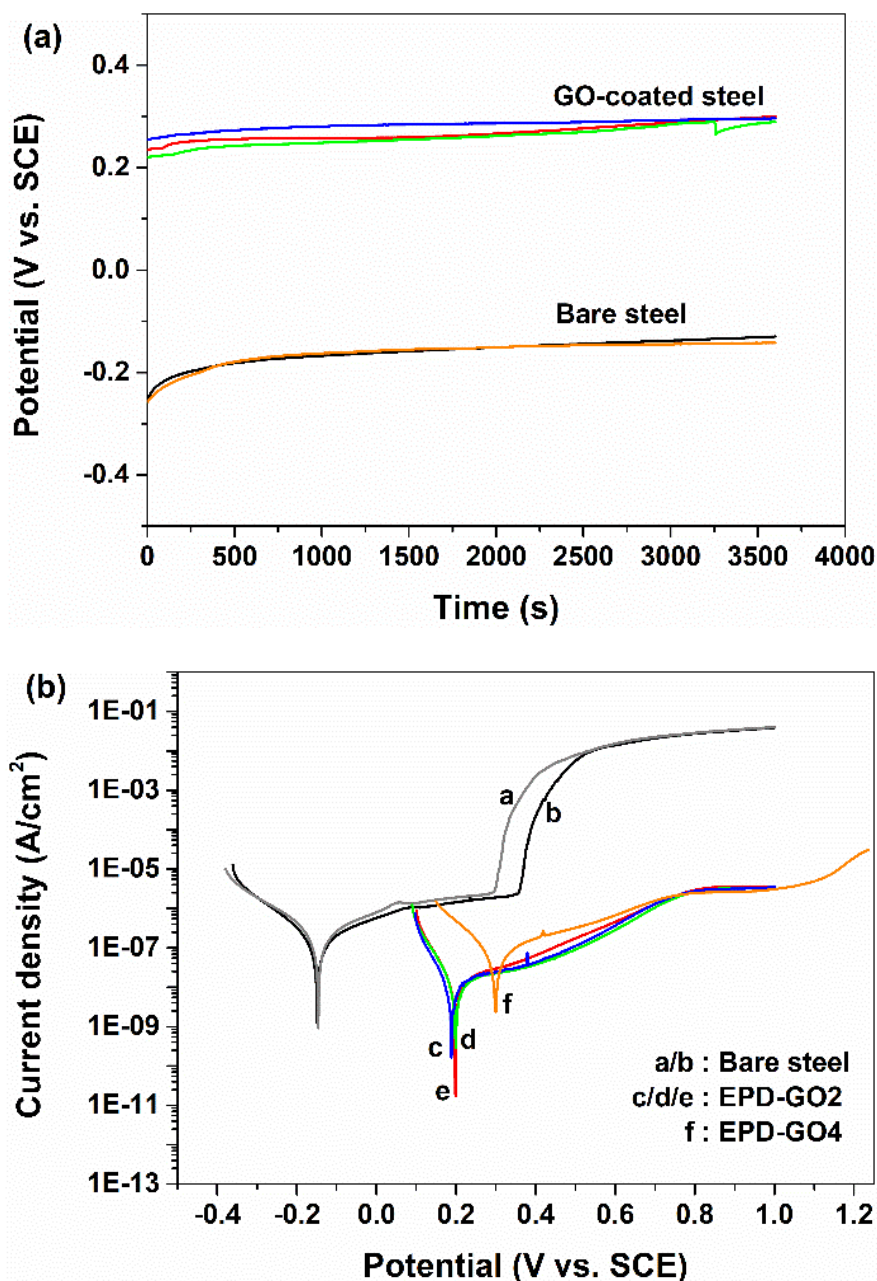 (a)
0.4
0.2
0.0
-0.2
-0.4
Potential (V vs. SCE)
GO-coated steel
Bare steel
0 500 1000 1500 2000 2500 3000 3500 4000
Time (s)
(b)
1E-01
1E-03
1E-05
1E-07
1E-09
1E-11
1E-13
Current density (A/cm²)
a
b
c
d
e
f
a/b : Bare steel
c/d/e : EPD-GO2
f : EPD-GO4
-0.4 -0.2 0.0 0.2 0.4 0.6 0.8 1.0 1.2
Potential (V vs. SCE)